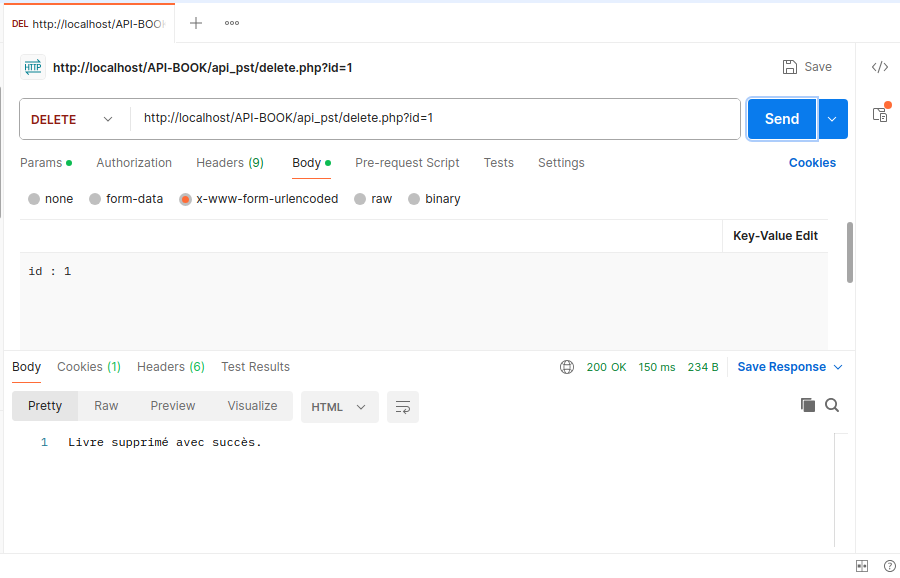 DEL http://localhost/API-BOO
http://localhost/API-BOOK/api_pst/delete.php?id=1 Save
DELETE http://localhost/API-BOOK/api_pst/delete.php?id=1 Send
Params Authorization Headers (9) Body Pre-request Script Tests Settings Cookies
none form-data x-www-form-urlencoded raw binary
Key-Value Edit
id : 1
Body Cookies (1) Headers (6) Test Results 200 OK 150 ms 234 B Save Response
Pretty Raw Preview Visualize HTML
1 Livre supprimé avec succès.